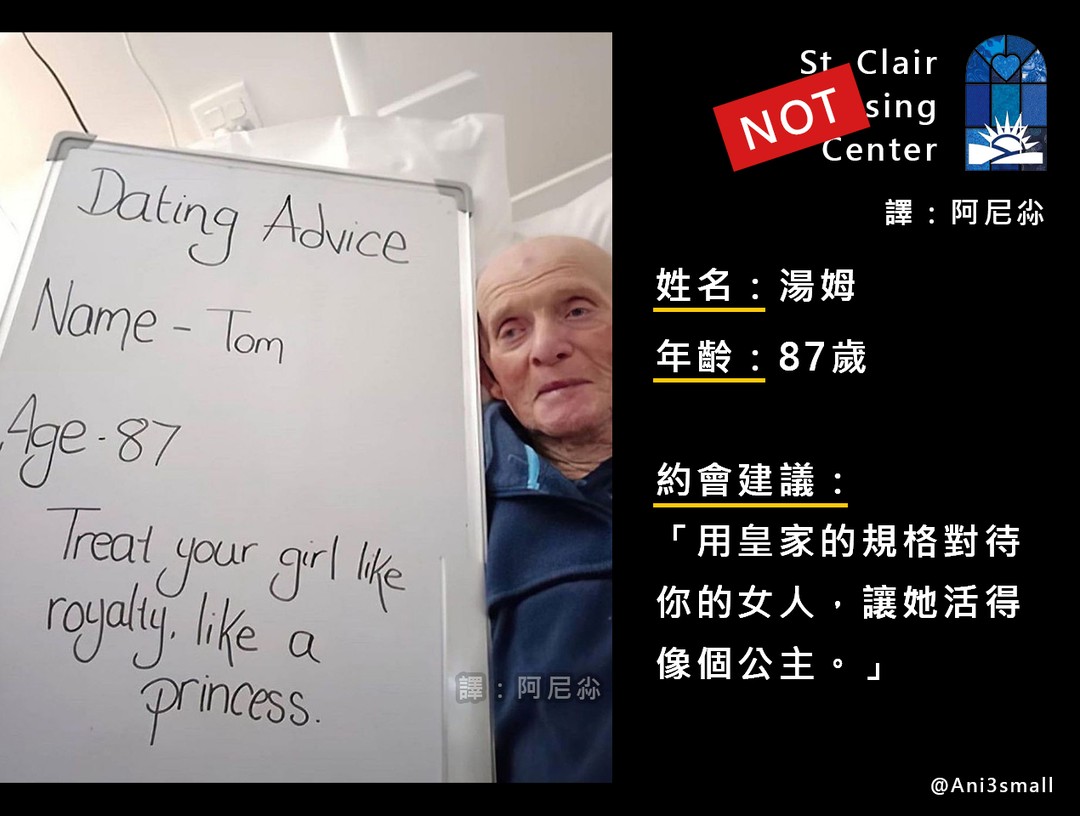 Dating Advice
Name - Tom
Age - 87
Treat your girl like
royalty, like a
princess.
譯：阿尼尛
St. Clair
NOT
sing
Center
譯：阿尼尛
姓名：湯姆
年齡：87歲
約會建議：
「用皇家的規格對待
你的女人，讓她活得
像個公主。」
@Ani3small